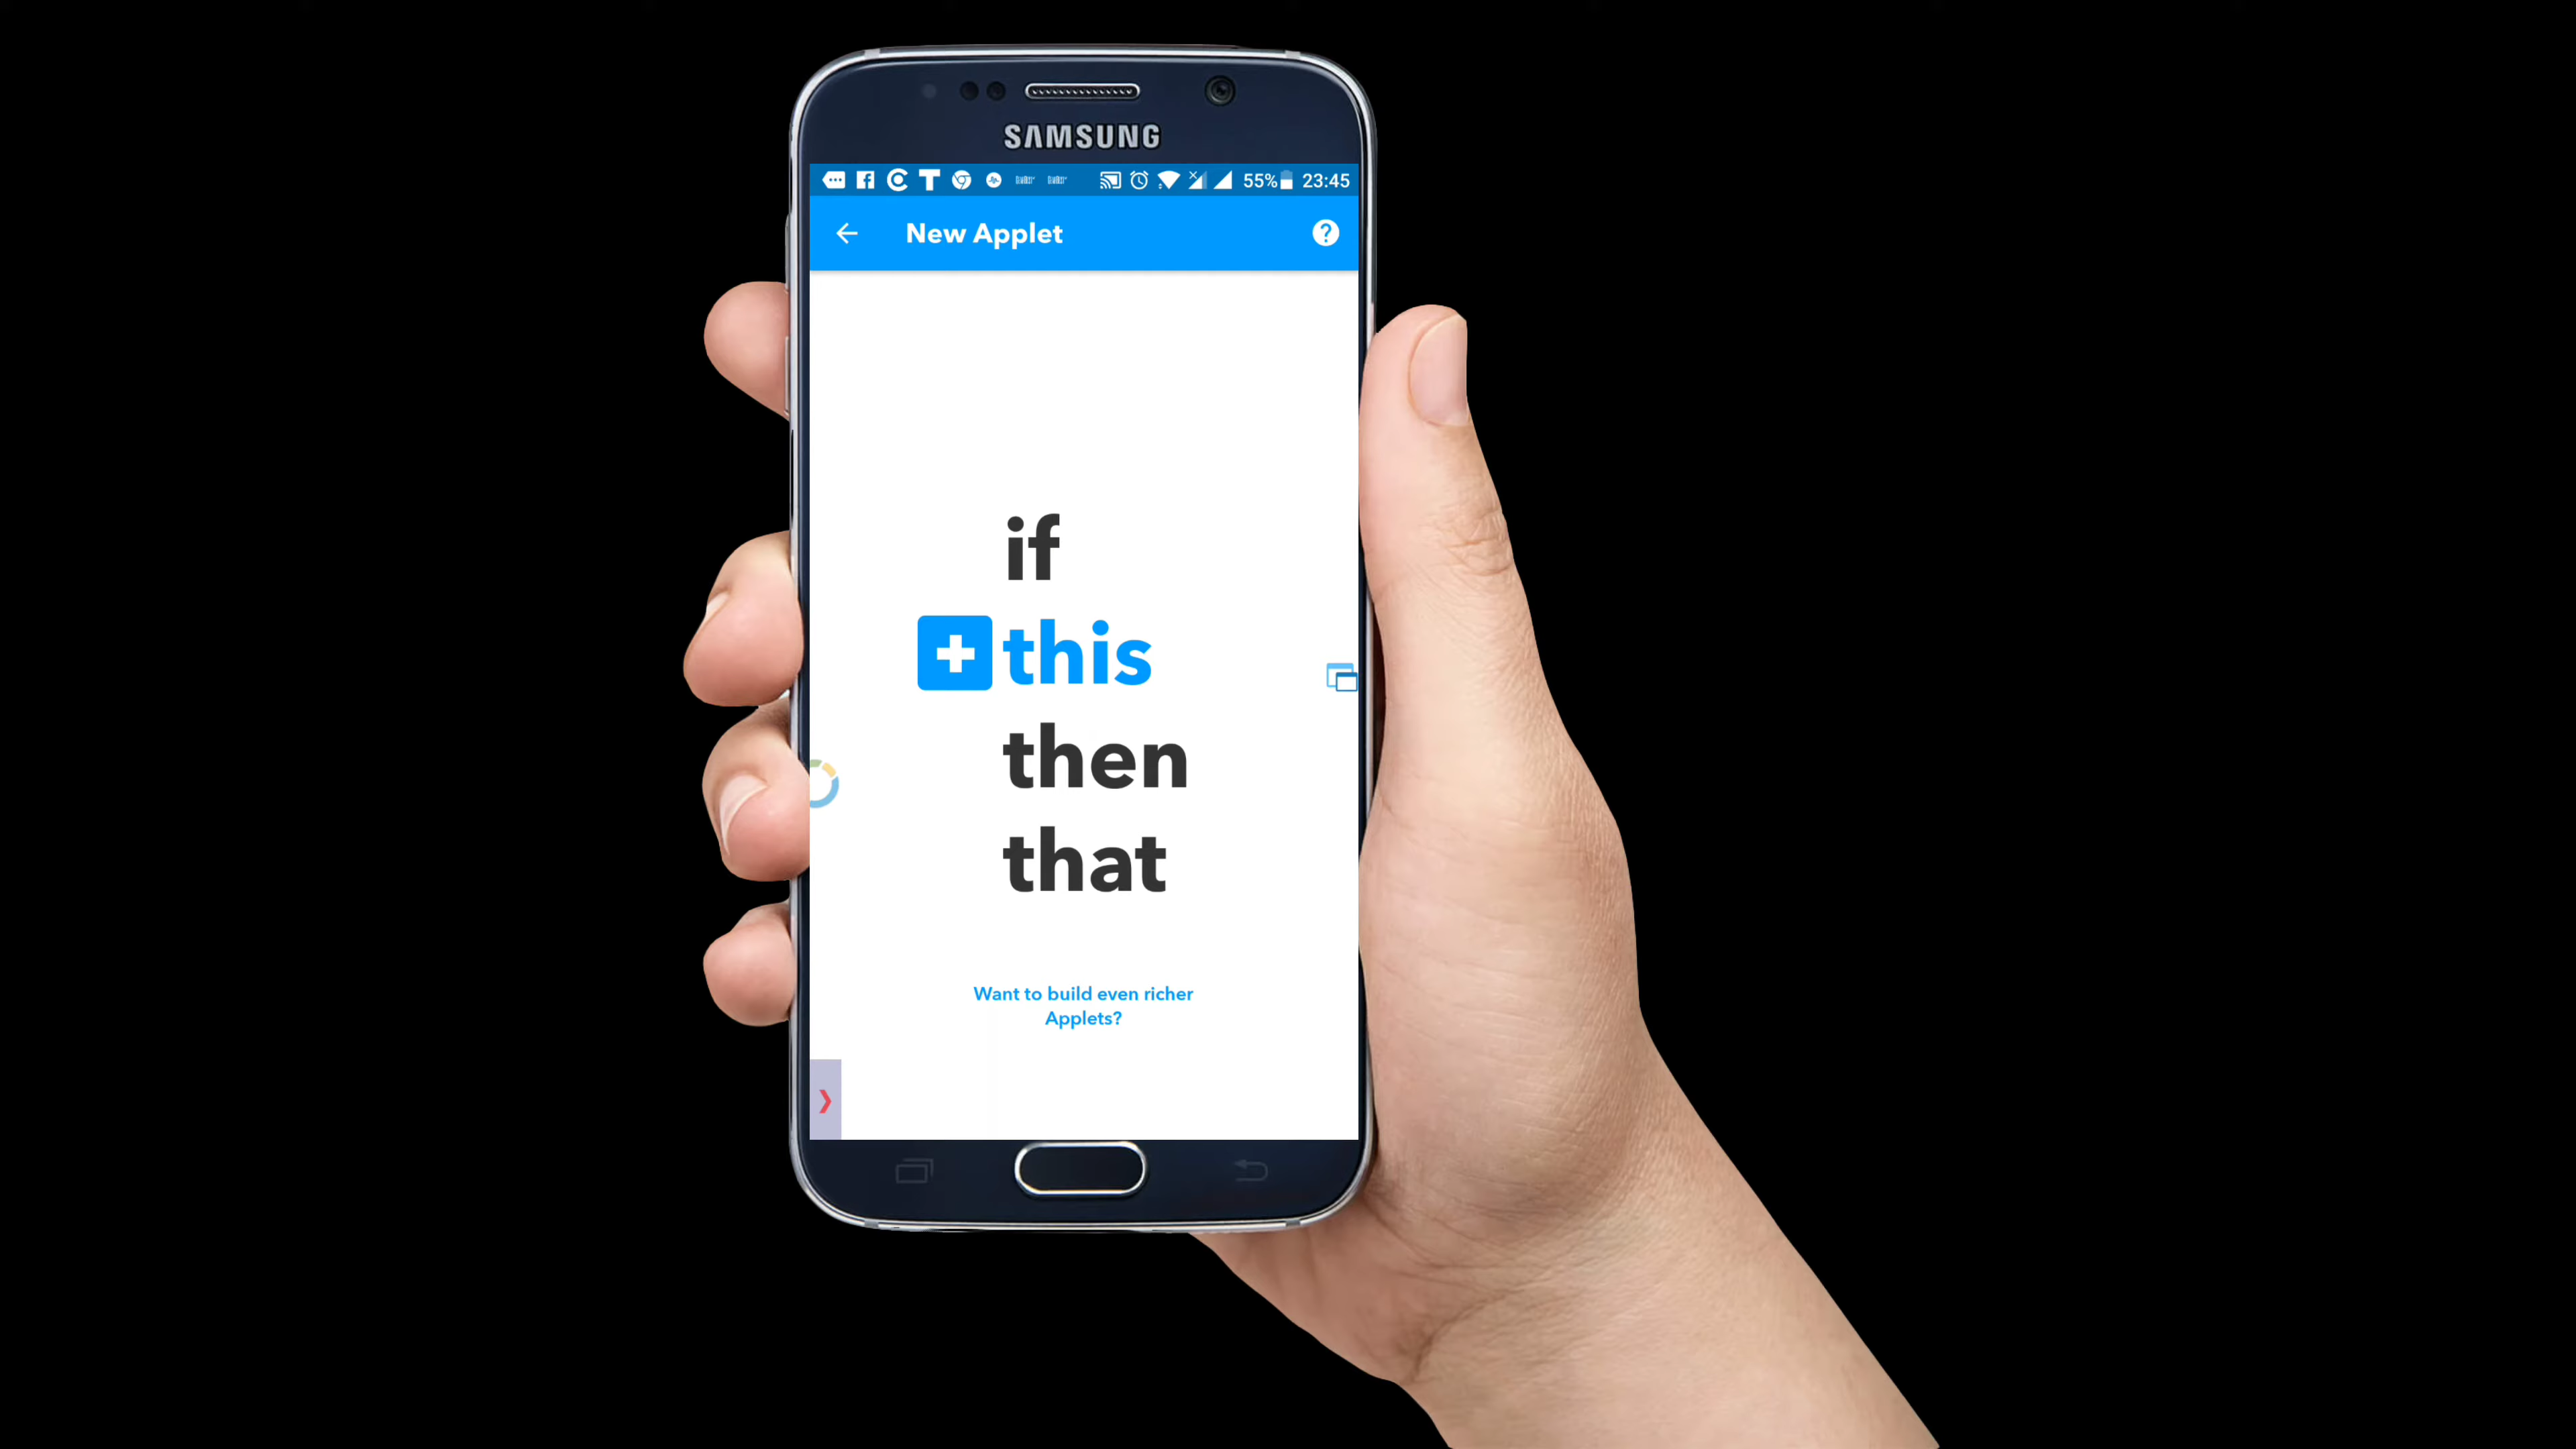 SAMSUNG
55% 23:45
New Applet
if
this
then
that
Want to build even richer
Applets?